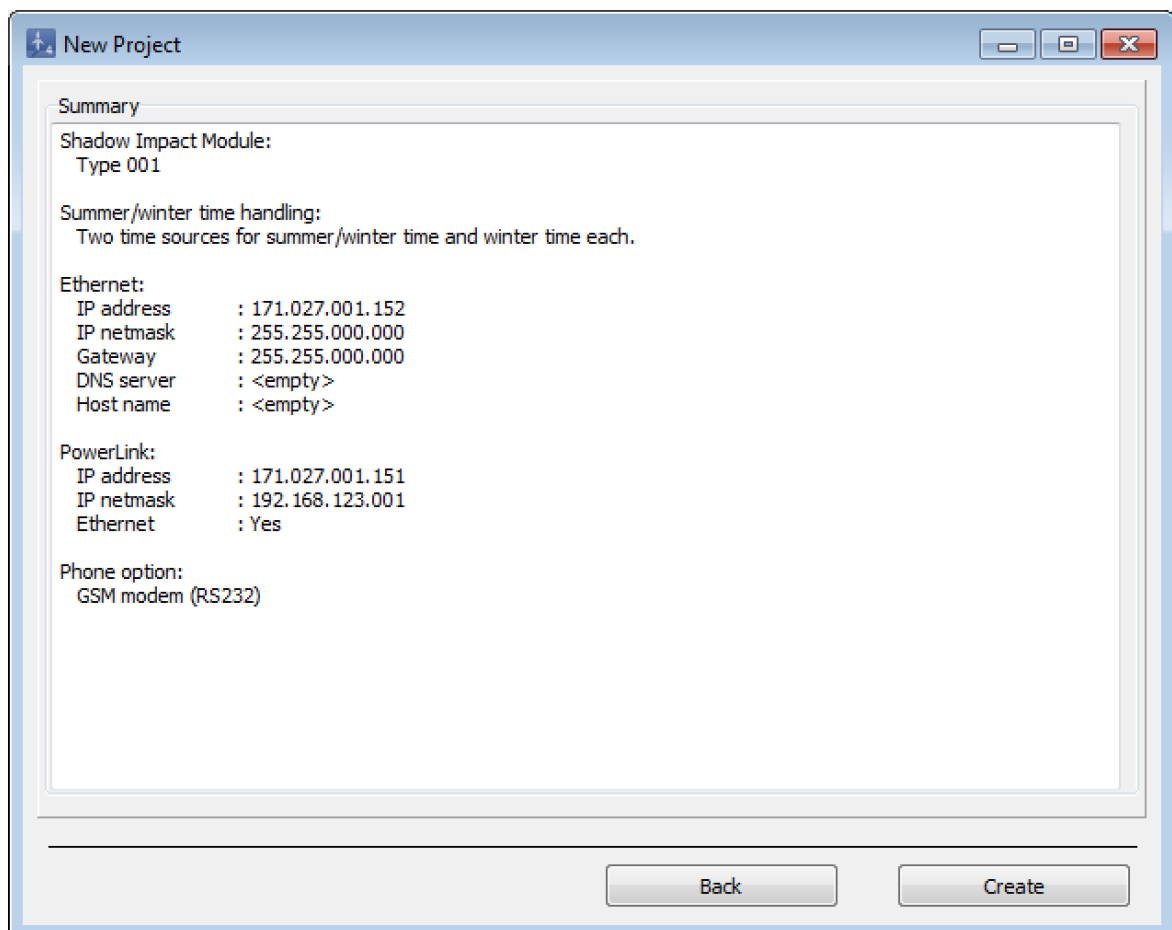 New Project
Summary
Shadow Impact Module:
Type 001
Summer/winter time handling:
Two time sources for summer/winter time and winter time each.
Ethernet:
IP address : 171.027.001.152
IP netmask : 255.255.000.000
Gateway : 255.255.000.000
DNS server : <empty>
Host name : <empty>
PowerLink:
IP address : 171.027.001.151
IP netmask : 192.168.123.001
Ethernet : Yes
Phone option:
GSM modem (RS232)
Back Create